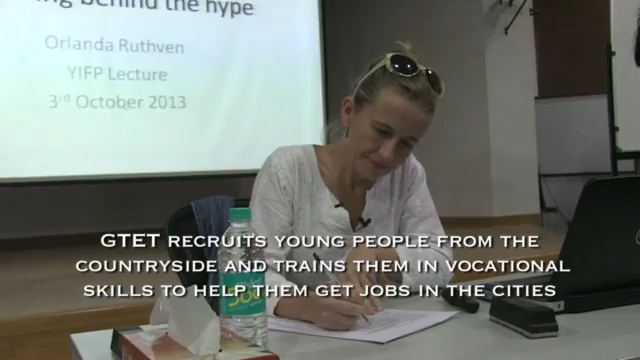 ng behind the hype
Orlanda Ruthven
YIFP Lecture
3rd October 2013
GTET RECRUITS YOUNG PEOPLE FROM THE
COUNTRYSIDE AND TRAINS THEM IN VOCATIONAL
SKILLS TO HELP THEM GET JOBS IN THE CITIES